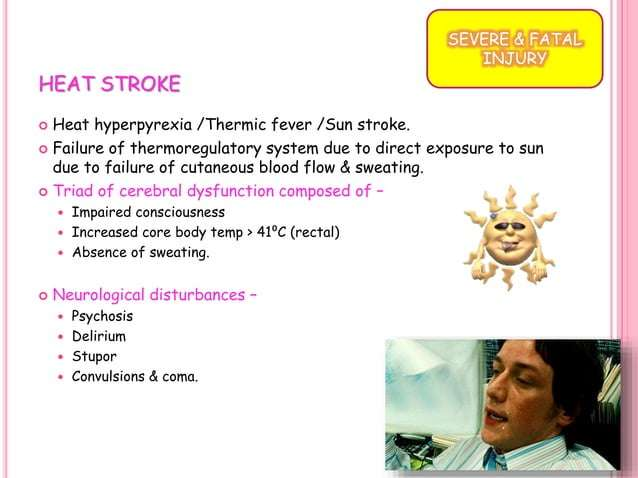 SEVERE & FATAL
INJURY
HEAT STROKE
Heat hyperpyrexia /Thermic fever /Sun stroke.
Failure of thermoregulatory system due to direct exposure to sun
due to failure of cutaneous blood flow & sweating.
Triad of cerebral dysfunction composed of –
Impaired consciousness
Increased core body temp > 41⁰C (rectal)
Absence of sweating.
Neurological disturbances –
Psychosis
Delirium
Stupor
Convulsions & coma.